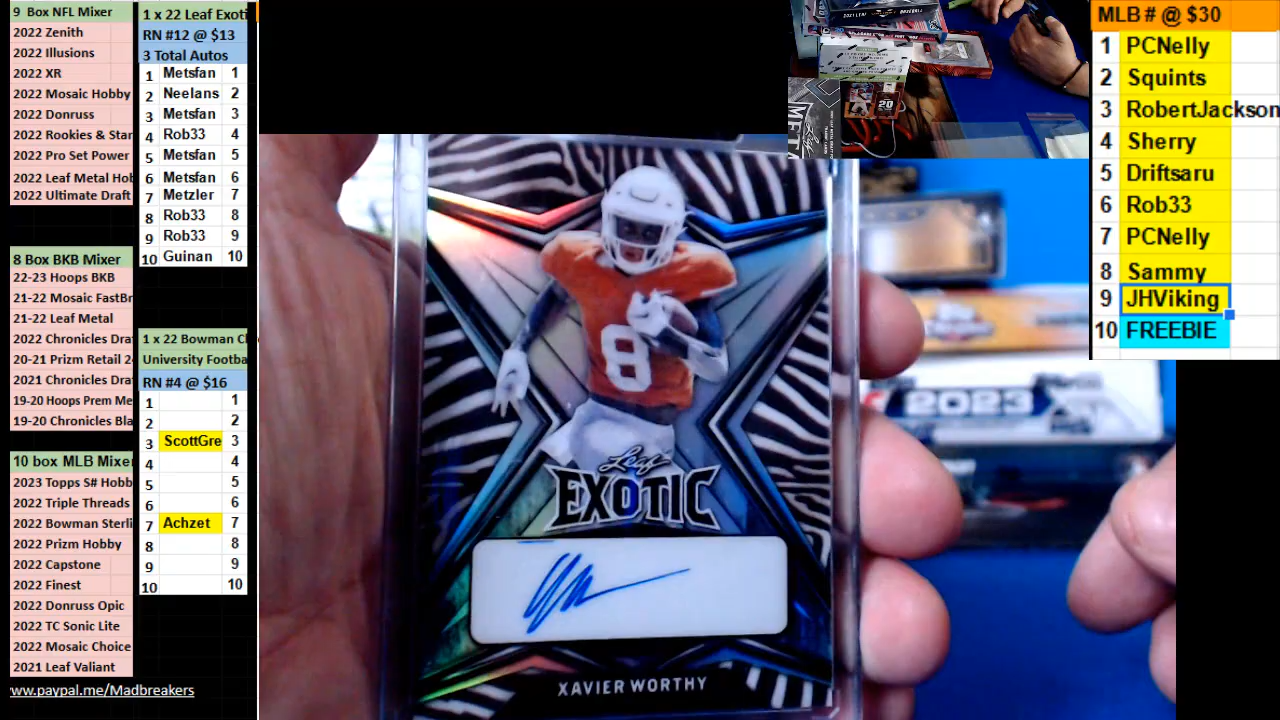 9 Box NFL Mixer
2022 Zenith
2022 Illusions
2022 XR
2022 Mosaic Hobby
2022 Donruss
2022 Rookies & Star
2022 Pro Set Power
2022 Leaf Metal Hob
2022 Ultimate Draft
8 Box BKB Mixer
22-23 Hoops BKB
21-22 Mosaic FastBr
21-22 Leaf Metal
2022 Chronicles Dra
20-21 Prizm Retail 2
2021 Chronicles Dra
19-20 Hoops Prem Me
19-20 Chronicles Bla
10 box MLB Mixer
2023 Topps S# Hobb
2022 Triple Threads
2022 Bowman Sterli
2022 Prizm Hobby
2022 Capstone
2022 Finest
2022 Donruss Opic
2022 TC Sonic Lite
2022 Mosaic Choice
2021 Leaf Valiant
ww.paypal.me/Madbreakers
1 x 22 Leaf Exoti
RN #12 @ $13
3 Total Autos
1 Metsfan 1
2 Neelans 2
3 Metsfan 3
4 Rob33 4
5 Metsfan 5
6 Metsfan 6
7 Metzler 7
8 Rob33 8
9 Rob33 9
10 Guinan 10
1 x 22 Bowman C
University Footba
RN #4 @ $16
1 1
2 2
3 ScottGre 3
4 4
5 5
6 6
7 Achzet 7
8 8
9 9
10 10
8
Leaf
EXOTIC
XAVIER WORTHY
2023
20
MLB # @ $30
1 PCNelly
2 Squints
3 RobertJackson
4 Sherry
5 Driftsaru
6 Rob33
7 PCNelly
8 Sammy
9 JHViking
10 FREEBIE